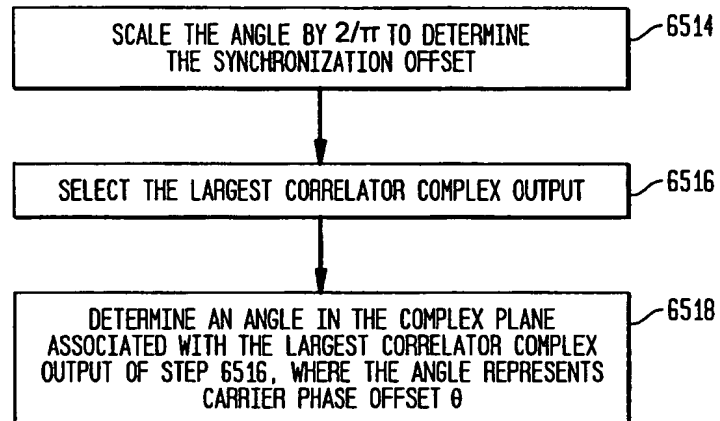 SCALE THE ANGLE BY 2/π TO DETERMINE
THE SYNCHRONIZATION OFFSET
6514
SELECT THE LARGEST CORRELATOR COMPLEX OUTPUT
6516
DETERMINE AN ANGLE IN THE COMPLEX PLANE
ASSOCIATED WITH THE LARGEST CORRELATOR COMPLEX
OUTPUT OF STEP 6516, WHERE THE ANGLE REPRESENTS
CARRIER PHASE OFFSET θ
6518